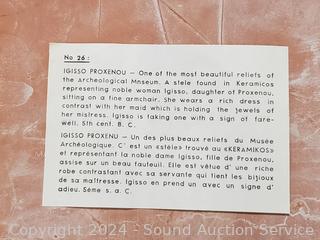 No 26:
IGISSO PROXENOU — One of the most beautiful reliefs of
the Archeological Mnseum. A stele found in Keramicos
representing noble woman Igisso, daughter of Proxenou,
sitting on a fine armchair. She wears a rich dress in
contrast with her maid which is holding the jewels of
her mistress. Igisso is taking one with a sign of fare-
well. 5th cent. B. C.
IGISSO PROXENU — Un des plus beaux reliefs du Musée
Archéologique. C' est un «stèle» trouvé au «KERAMIKOS»
et représentant la noble dame Igisso, fille de Proxenou,
assise sur un beau fauteuil. Elle est vêtue d' une riche
robe contrastant avec sa servante qui tient les bijoux
de sa maîtresse. Igisso en prend un avec un signe d'
adieu. 5éme s. a. C.
Copyright 2024 - Sound Auction Service